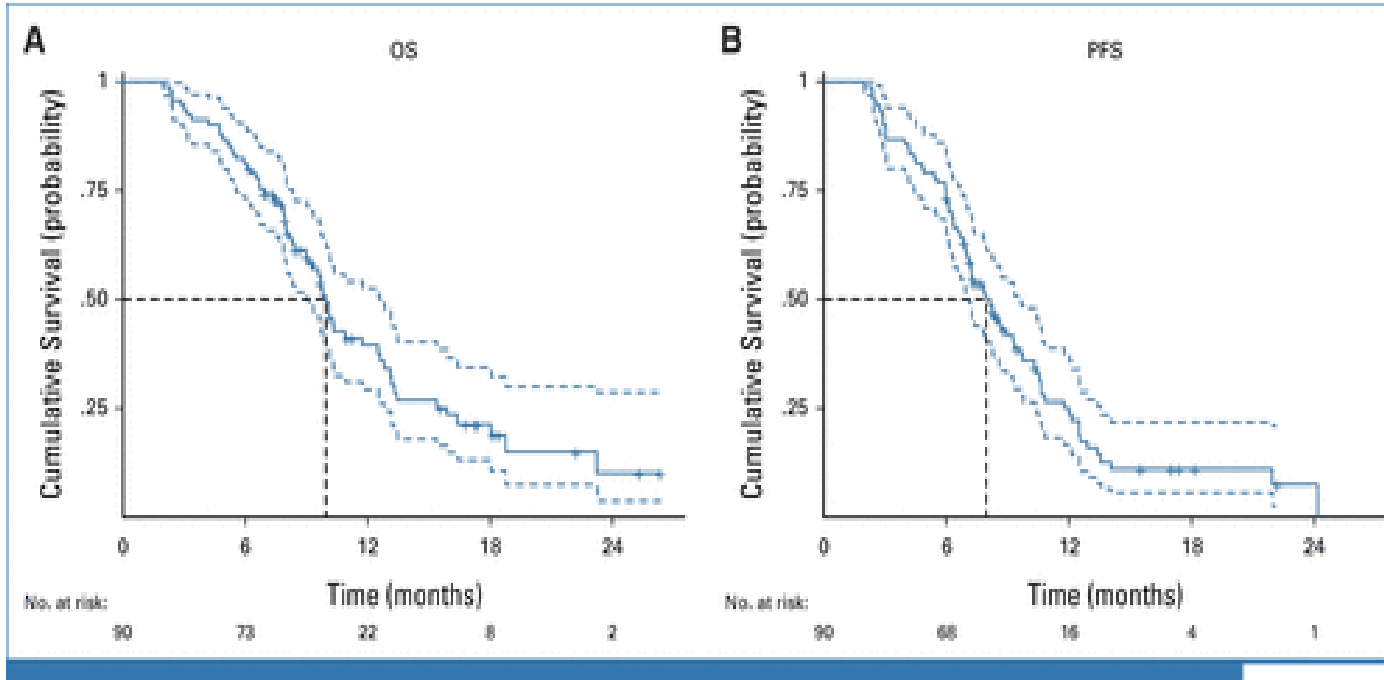 A
OS
Cumulative Survival (probability)
1
.75
.50
.25
0 6 12 18 24
Time (months)
No. at risk:
90 73 22 8 2
B
PFS
Cumulative Survival (probability)
1
.75
.50
.25
0 6 12 18 24
Time (months)
No. at risk:
90 68 16 4 1